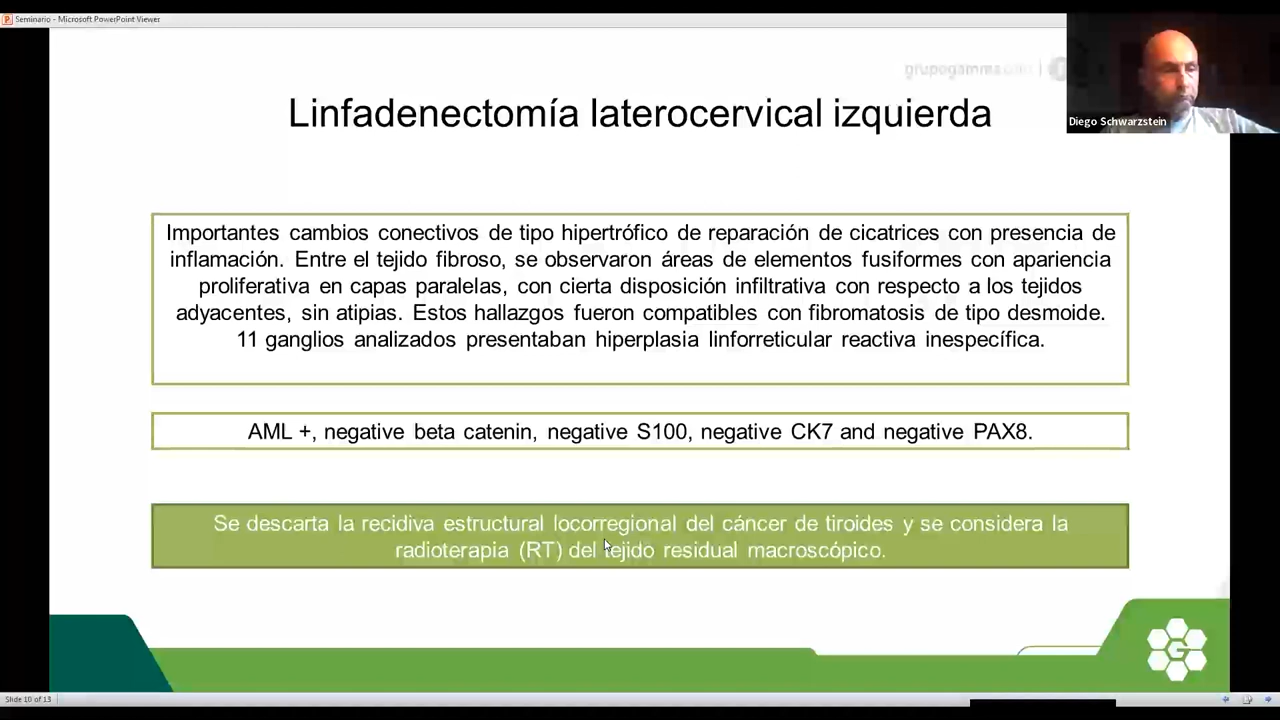 Seminario - Microsoft PowerPoint Viewer
grupogamma.com
Linfadenectomía laterocervical izquierda
Diego Schwarzstein
Importantes cambios conectivos de tipo hipertrófico de reparación de cicatrices con presencia de
inflamación. Entre el tejido fibroso, se observaron áreas de elementos fusiformes con apariencia
proliferativa en capas paralelas, con cierta disposición infiltrativa con respecto a los tejidos
adyacentes, sin atipias. Estos hallazgos fueron compatibles con fibromatosis de tipo desmoide.
11 ganglios analizados presentaban hiperplasia linforreticular reactiva inespecífica.
AML +, negative beta catenin, negative S100, negative CK7 and negative PAX8.
Se descarta la recidiva estructural locorregional del cáncer de tiroides y se considera la
radioterapia (RT) del tejido residual macroscópico.
G
Slide 10 of 13